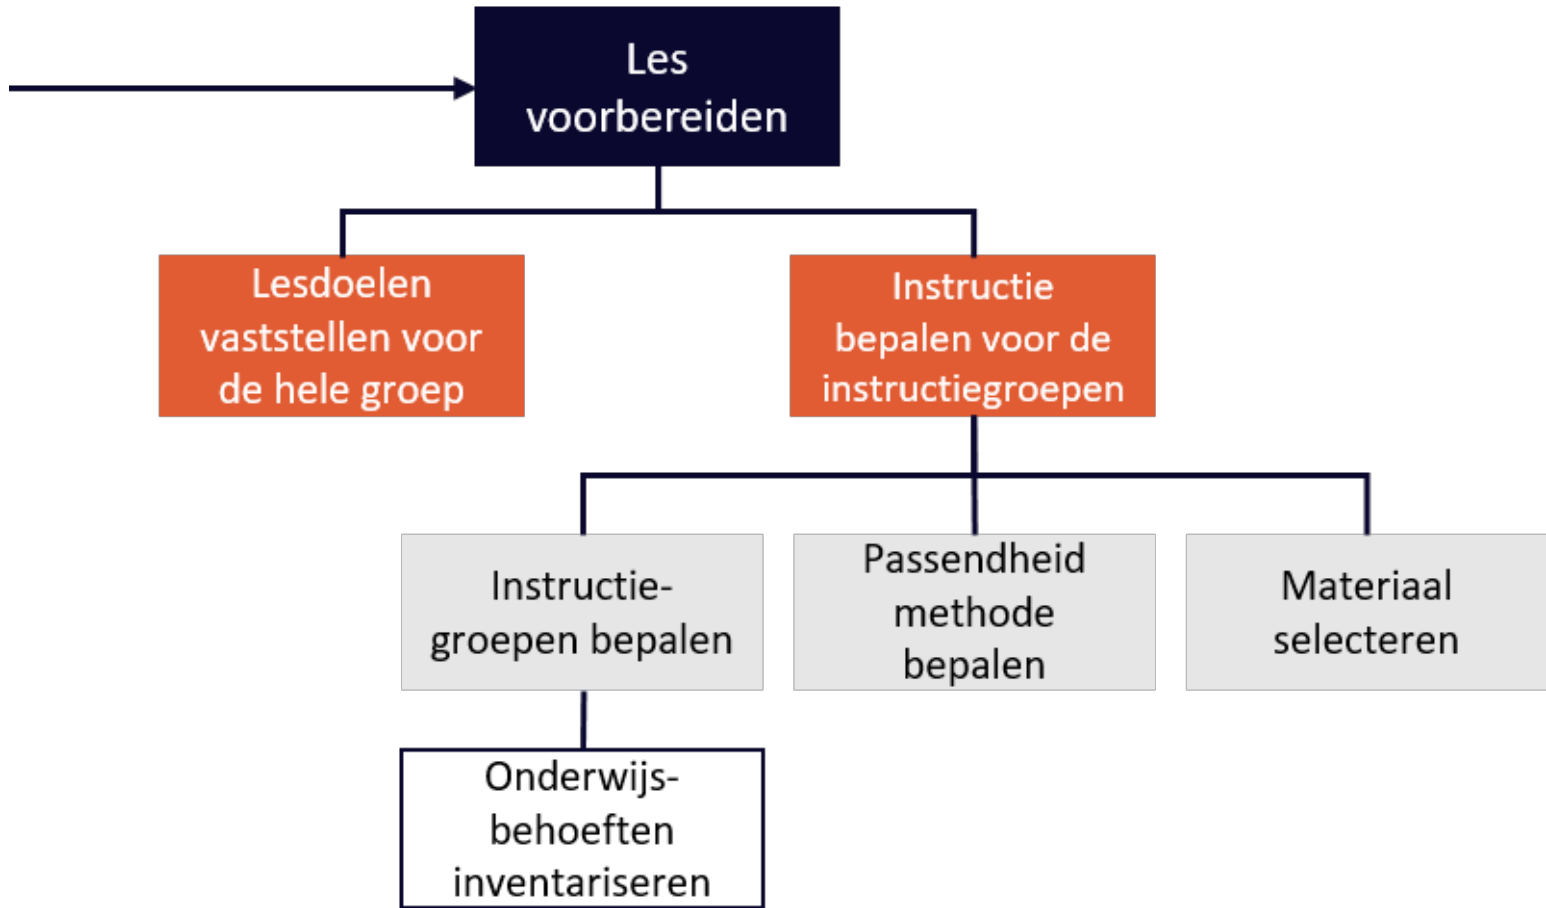 Les
voorbereiden
Lesdoelen
vaststellen voor
de hele groep
Instructie
bepalen voor de
instructiegroepen
Instructie-
groepen bepalen
Passendheid
methode
bepalen
Materiaal
selecteren
Onderwijs-
behoeften
inventariseren